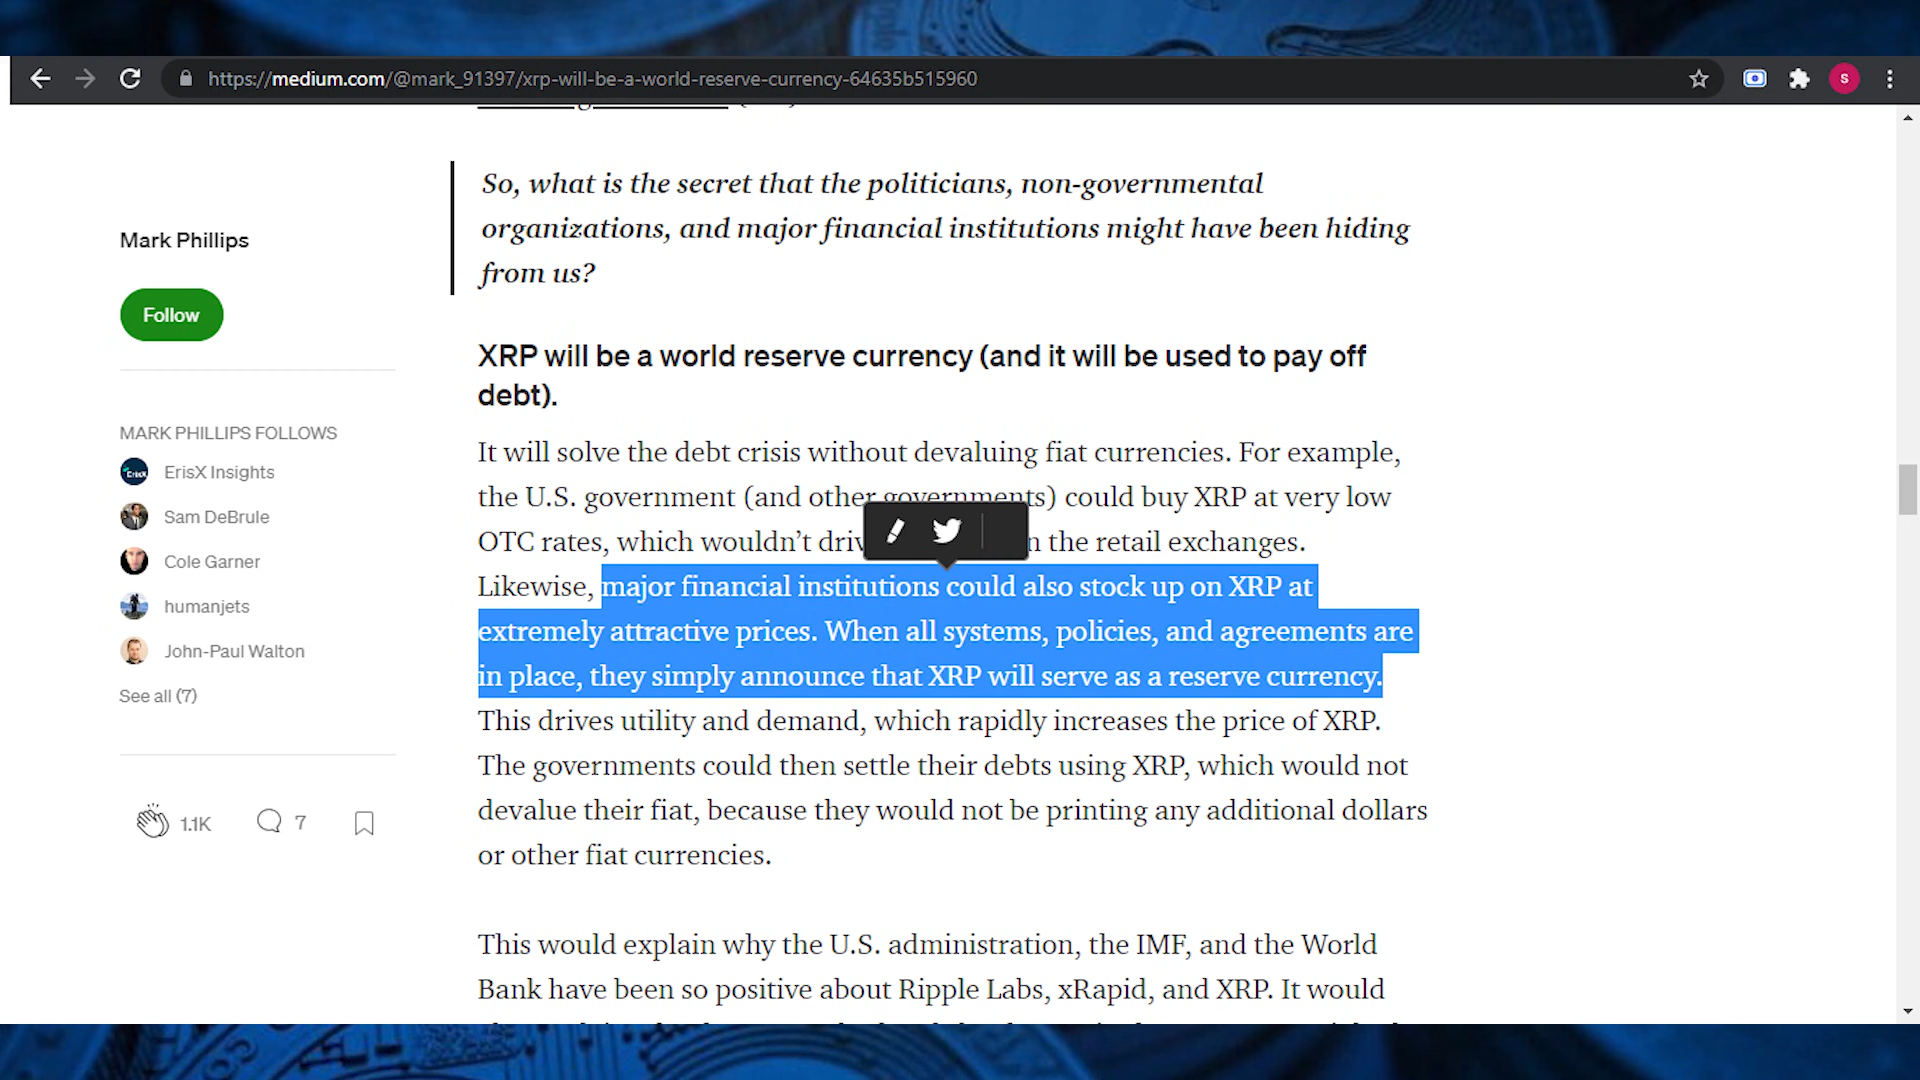 https://medium.com/@mark_91397/xrp-will-be-a-world-reserve-currency-64635b515960
S
Mark Phillips
Follow
MARK PHILLIPS FOLLOWS
ErisX Insights
Sam DeBrule
Cole Garner
humanjets
John-Paul Walton
See all (7)
1.1K
7
So, what is the secret that the politicians, non-governmental
organizations, and major financial institutions might have been hiding
from us?
XRP will be a world reserve currency (and it will be used to pay off
debt).
It will solve the debt crisis without devaluing fiat currencies. For example,
the U.S. government (and other governments) could buy XRP at very low
OTC rates, which wouldn't the retail exchanges.
Likewise, major financial institutions could also stock up on XRP at
extremely attractive prices. When all systems, policies, and agreements are
in place, they simply announce that XRP will serve as a reserve currency.
This drives utility and demand, which rapidly increases the price of XRP.
The governments could then settle their debts using XRP, which would not
devalue their fiat, because they would not be printing any additional dollars
or other fiat currencies.
This would explain why the U.S. administration, the IMF, and the World
Bank have been so positive about Ripple Labs, xRapid, and XRP. It would